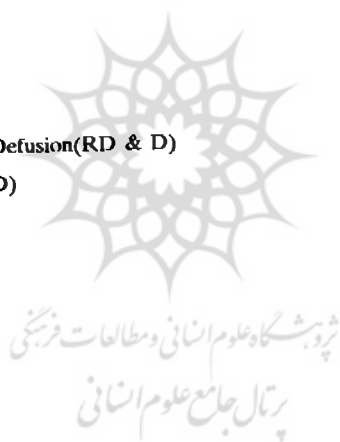 Defusion(RD & D)
D)
پژوهشگاه علوم انسانی و مطالعات فرهنگی
پرتال جامع علوم انسانی